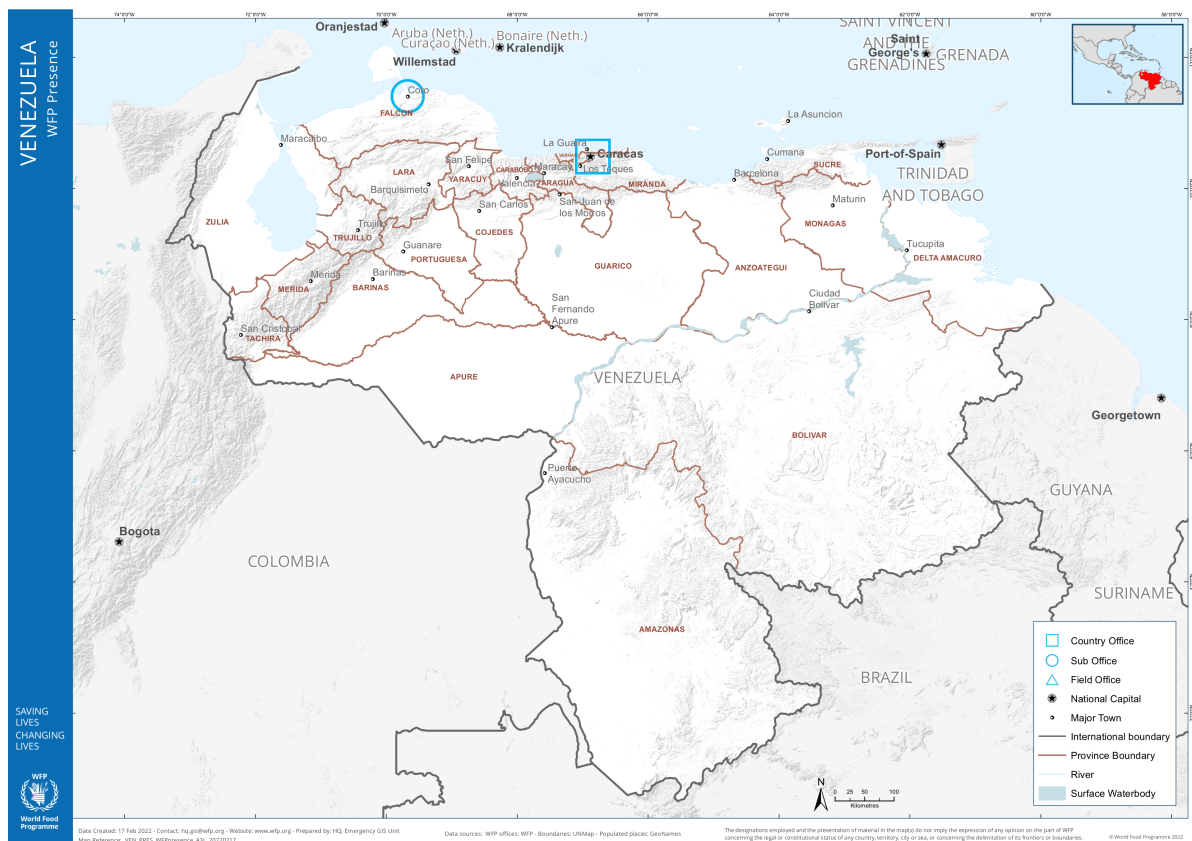 VENEZUELA
WFP Presence
SAVING
LIVES
CHANGING
LIVES
WFP
World Food
Programme
74°0'0"W
72°0'0"W
70°0'0"W
68°0'0"W
66°0'0"W
64°0'0"W
62°0'0"W
60°0'0"W
58°0'0"W
Oranjestad
Aruba (Neth.)
Curaçao (Neth.)
Bonaire (Neth.)
Kralendijk
Willemstad
SAINT VINCENT
AND THE
GRENADINES
Saint
George's
GRENADA
Coro
FALCON
La Asuncion
Maracaibo
La Guaira
VARGAS
Caracas
Los Teques
Cumana
Port-of-Spain
TRINIDAD
AND TOBAGO
San Felipe
LARA
YARACUY
CARABOBO
Maracay
Valencia
ARAGUA
MIRANDA
Barcelona
SUCRE
Barquisimeto
San Carlos
San Juan de
los Morros
Maturin
MONAGAS
ZULIA
Trujillo
TRUJILLO
COJEDES
Guanare
PORTUGUESA
GUARICO
ANZOATEGUI
Tucupita
DELTA AMACURO
Merida
MERIDA
Barinas
BARINAS
San
Fernando
Apure
Ciudad
Bolivar
San Cristobal
TACHIRA
APURE
VENEZUELA
BOLIVAR
Georgetown
Puerto
Ayacucho
GUYANA
Bogota
COLOMBIA
SURINAME
AMAZONAS
BRAZIL
Country Office
Sub Office
Field Office
National Capital
Major Town
International boundary
Province Boundary
River
Surface Waterbody
N
0 25 50 100
Kilometres
Date Created: 17 Feb 2022 - Contact: hq.gis@wfp.org - Website: www.wfp.org - Prepared by: HQ, Emergency GIS Unit
Map Reference: VEN_PRES_WFPpresence_A3L_20220217
Data sources: WFP offices: WFP - Boundaries: UNMap - Populated places: GeoNames
The designations employed and the presentation of material in the map(s) do not imply the expression of any opinion on the part of WFP
concerning the legal or constitutional status of any country, territory, city or sea, or concerning the delimitation of its frontiers or boundaries.
© World Food Programme 2022